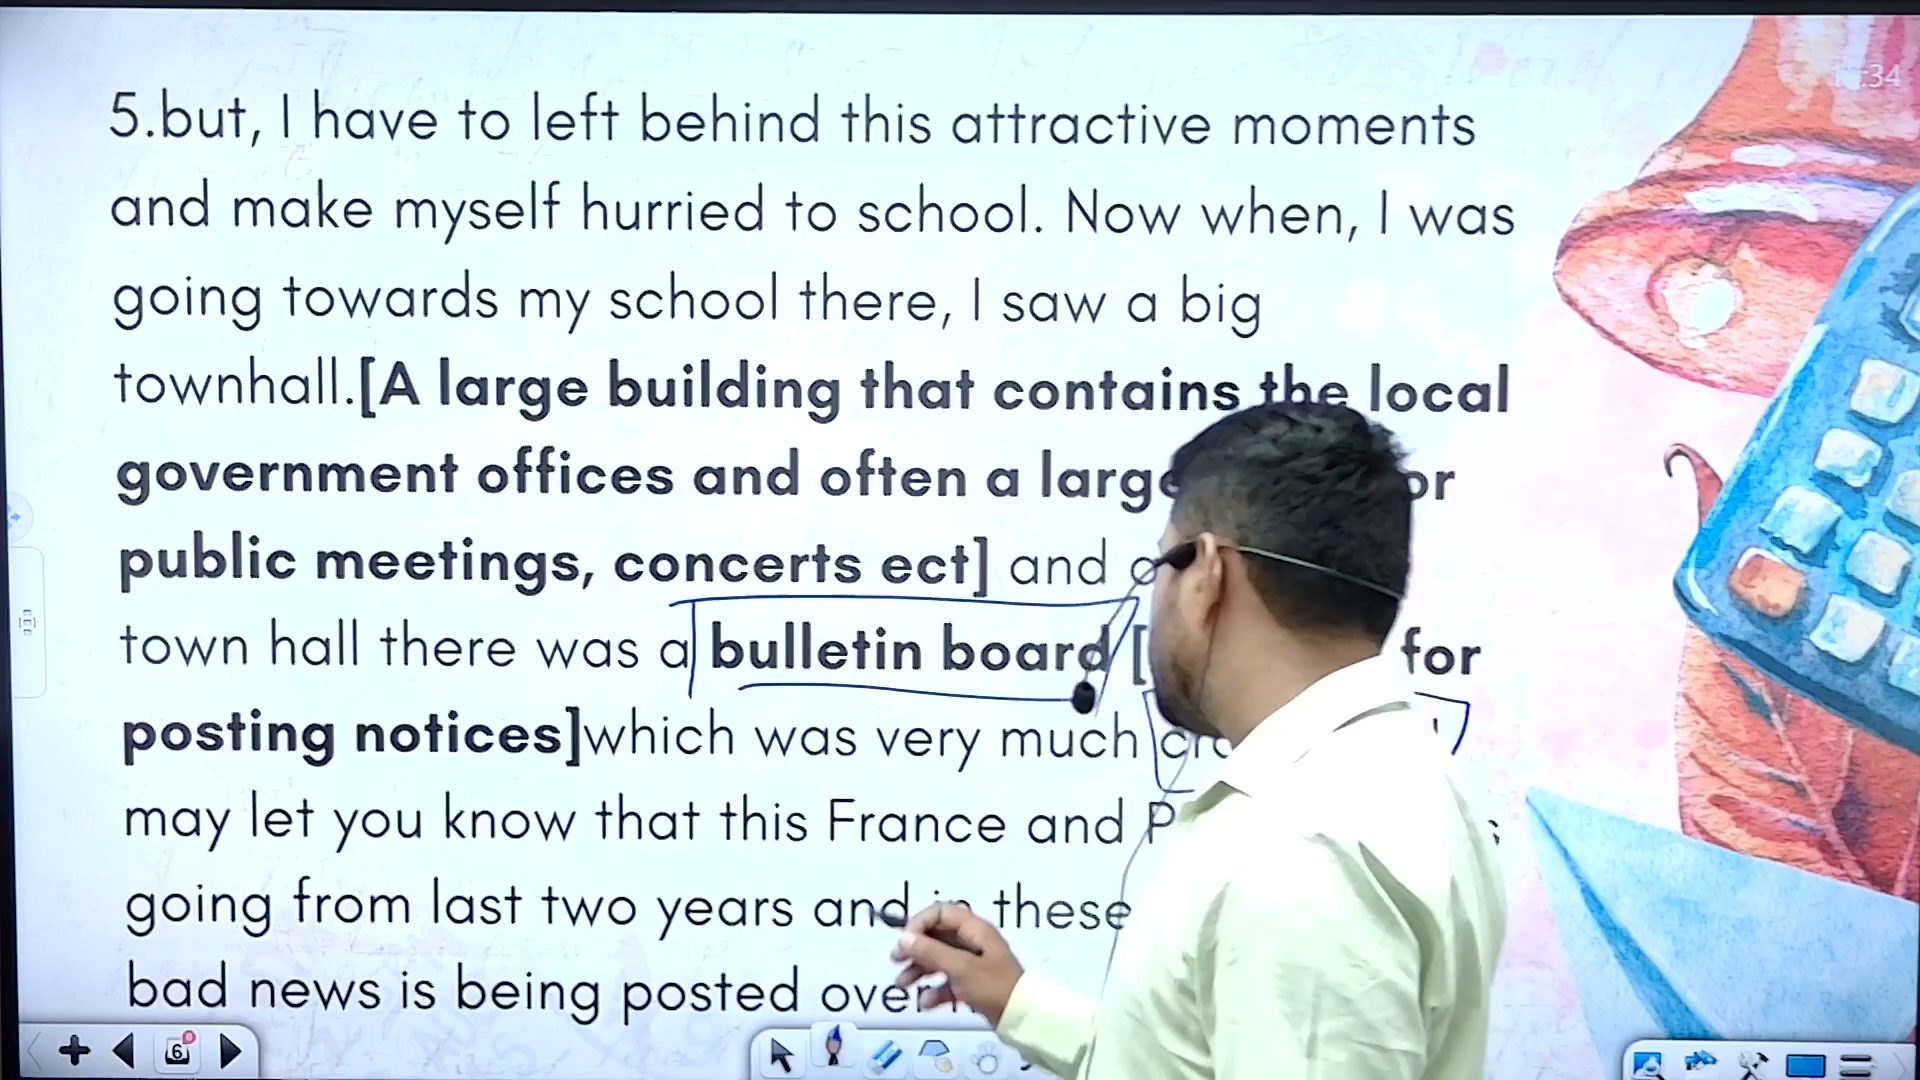 5.but, I have to left behind this attractive moments
and make myself hurried to school. Now when, I was
going towards my school there, I saw a big
townhall.[A large building that contains the local
government offices and often a large
public meetings, concerts ect] and
town hall there was a bulletin board [ for
posting notices]which was very much
may let you know that this France and
going from last two years and in these
bad news is being posted over
6